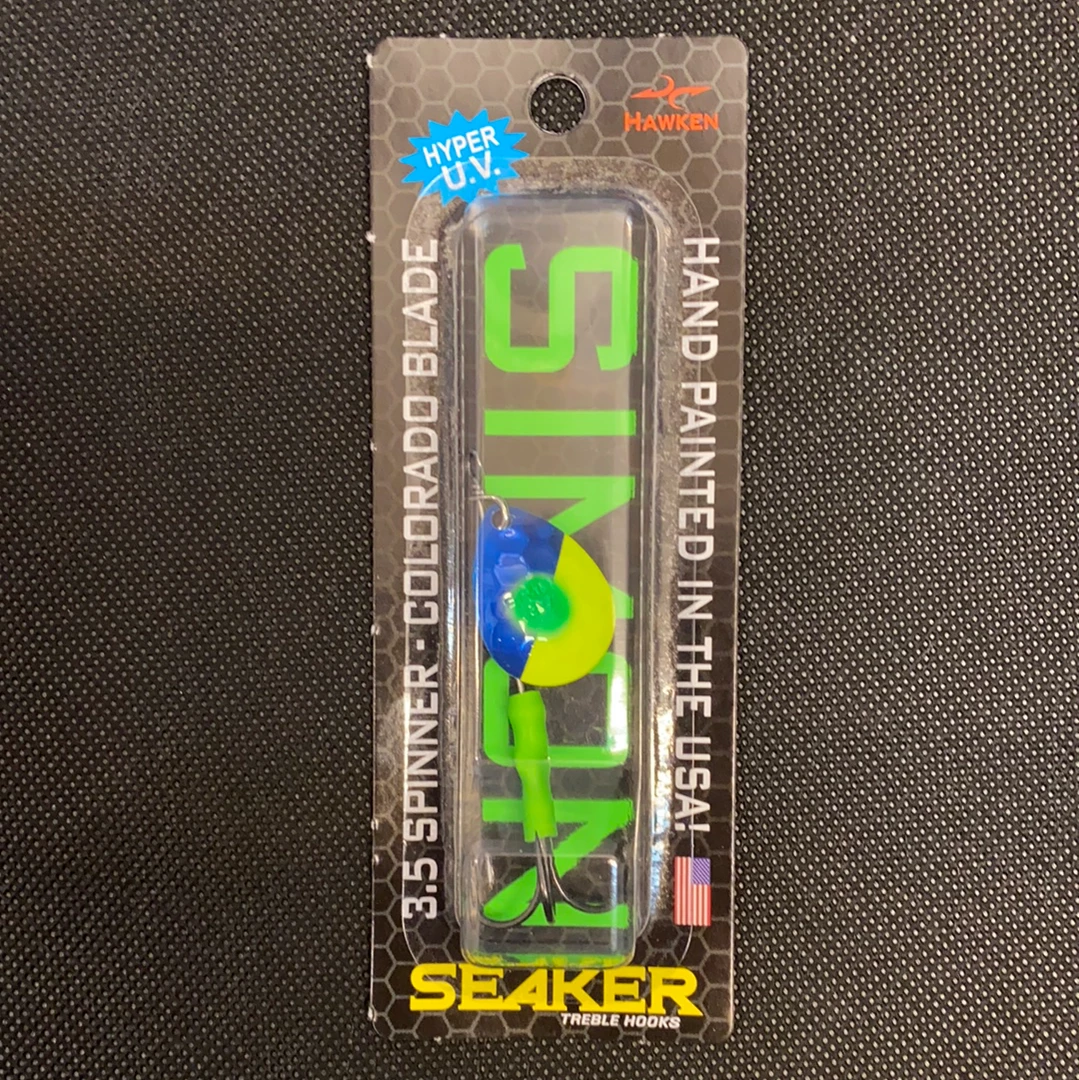 HAWKEN
HYPER
U.V.
3.5 SPINNER - COLORADO BLADE
SIMON
HAND PAINTED IN THE USA!
SEAKER
TREBLE HOOKS